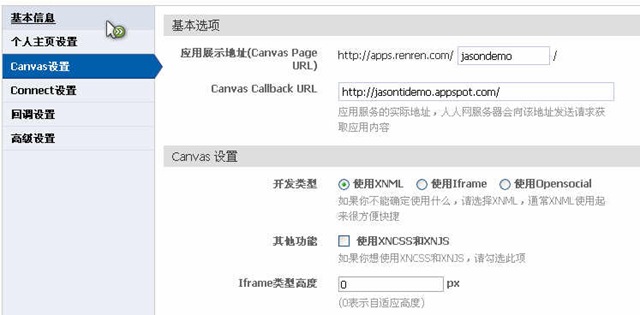 基本信息
个人主页设置
Canvas设置
Connect设置
回调设置
高级设置
基本选项
应用展示地址(Canvas Page URL) http://apps.renren.com/ jasondemo /
Canvas Callback URL http://jasontidemo.appspot.com/
应用服务的实际地址，人人网服务器会向该地址发送请求获
取应用内容
Canvas 设置
开发类型 使用XNML 使用Iframe 使用Opensocial
如果你不能确定使用什么，请选择XNML，通常XNML使用起
来很方便快捷
其他功能 使用XNCSS和XNJS
如果你想使用XNCSS和XNJS，请勾选此项
Iframe类型高度 0 px
(0表示自适应高度)